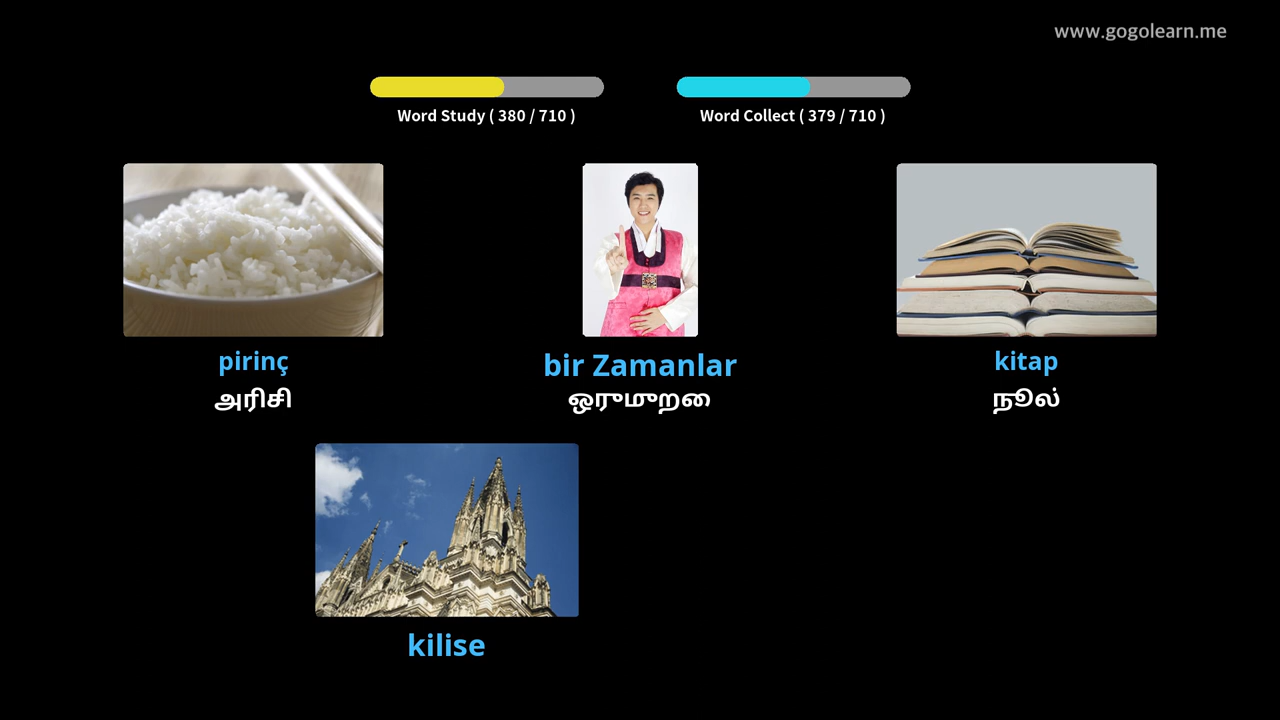 www.gogolearn.me
Word Study ( 380 / 710 )
Word Collect ( 379 / 710 )
pirinç
அரிசி
bir Zamanlar
ஒருமுறை
kitap
நூல்
kilise